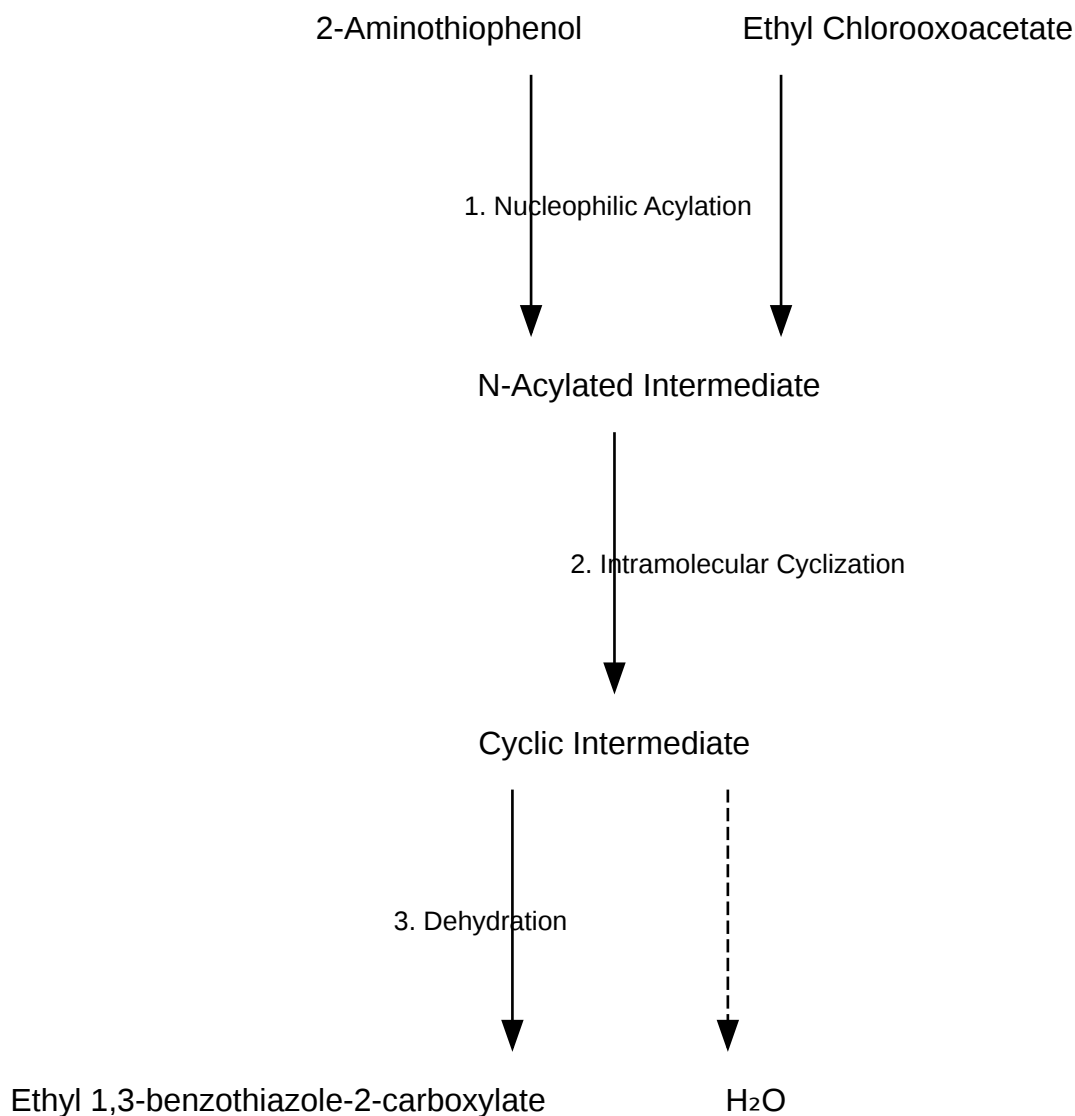 2-Aminothiophenol
Ethyl Chlorooxoacetate
1. Nucleophilic Acylation
N-Acylated Intermediate
2. Intramolecular Cyclization
Cyclic Intermediate
3. Dehydration
Ethyl 1,3-benzothiazole-2-carboxylate
H₂O